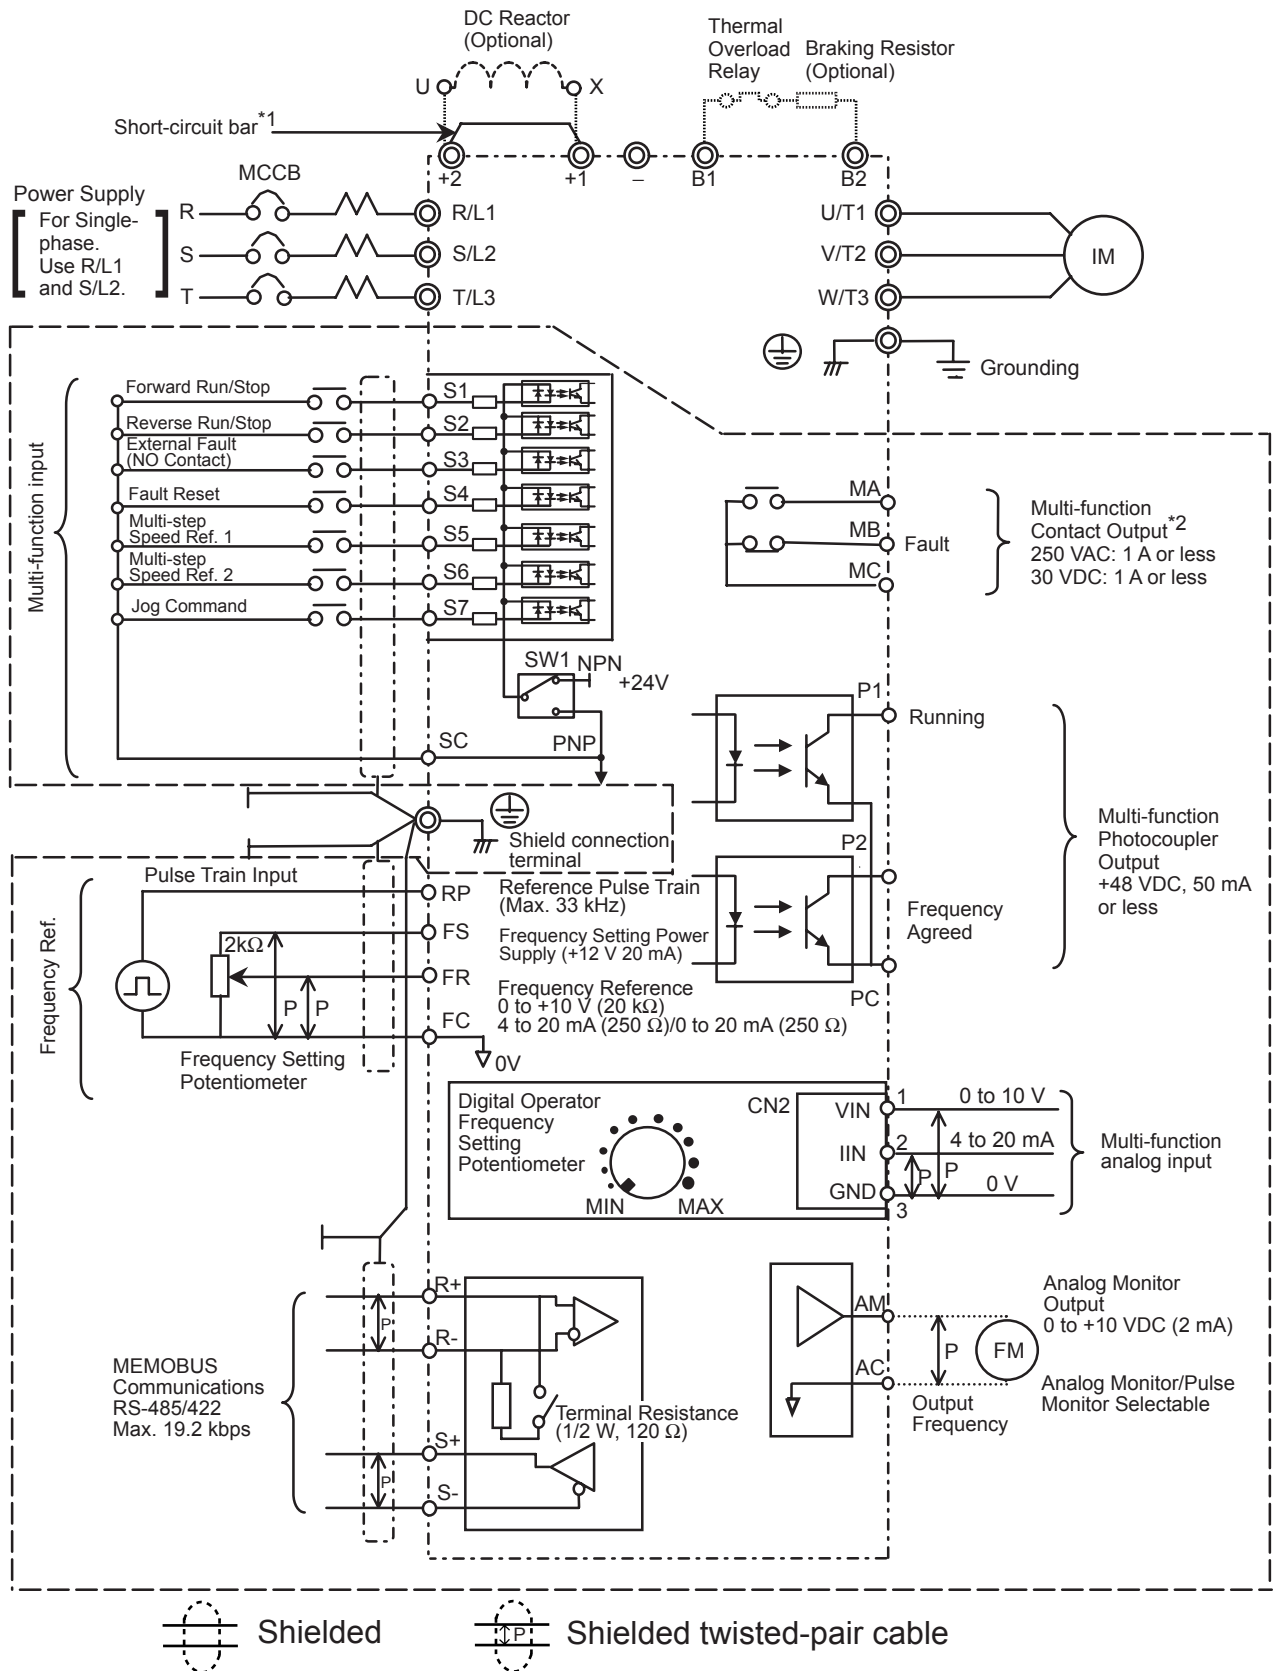 DC Reactor
(Optional)
Thermal
Overload
Relay
Braking Resistor
(Optional)
U
X
Short-circuit bar*1
+2
+1
–
B1
B2
MCCB
Power Supply
For Single-
phase.
Use R/L1
and S/L2.
R
S
T
R/L1
S/L2
T/L3
U/T1
V/T2
W/T3
IM
Grounding
Multi-function input
Forward Run/Stop
Reverse Run/Stop
External Fault
(NO Contact)
Fault Reset
Multi-step
Speed Ref. 1
Multi-step
Speed Ref. 2
Jog Command
S1
S2
S3
S4
S5
S6
S7
SW1
NPN
+24V
PNP
SC
MA
MB
MC
Fault
Multi-function
Contact Output*2
250 VAC: 1 A or less
30 VDC: 1 A or less
P1
Running
Multi-function
Photocoupler
Output
+48 VDC, 50 mA
or less
P2
Frequency
Agreed
PC
Shield connection
terminal
Frequency Ref.
Pulse Train Input
RP
Reference Pulse Train
(Max. 33 kHz)
2kΩ
FS
Frequency Setting Power
Supply (+12 V 20 mA)
FR
Frequency Reference
0 to +10 V (20 kΩ)
4 to 20 mA (250 Ω)/0 to 20 mA (250 Ω)
P
P
FC
0V
Frequency Setting
Potentiometer
Digital Operator
Frequency
Setting
Potentiometer
MIN
MAX
CN2
VIN
IIN
GND
1
2
3
0 to 10 V
4 to 20 mA
0 V
P
P
Multi-function
analog input
MEMOBUS
Communications
RS-485/422
Max. 19.2 kbps
R+
R-
S+
S-
P
P
Terminal Resistance
(1/2 W, 120 Ω)
AM
AC
P
FM
Output
Frequency
Analog Monitor
Output
0 to +10 VDC (2 mA)
Analog Monitor/Pulse
Monitor Selectable
Shielded
P
Shielded twisted-pair cable